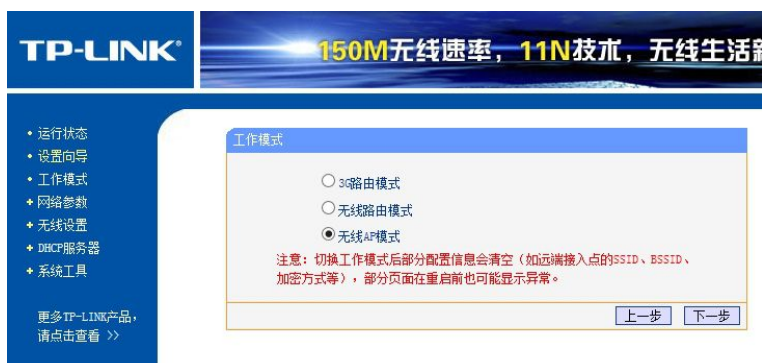 TP-LINK®
150M无线速率，11N技术，无线生活新
运行状态
设置向导
工作模式
网络参数
无线设置
DHCP服务器
系统工具
更多TP-LINK产品，
请点击查看 >>
工作模式
3G路由模式
无线路由模式
无线AP模式
注意：切换工作模式后部分配置信息会清空（如远端接入点的SSID、BSSID、
加密方式等），部分页面在重启前也可能显示异常。
上一步
下一步